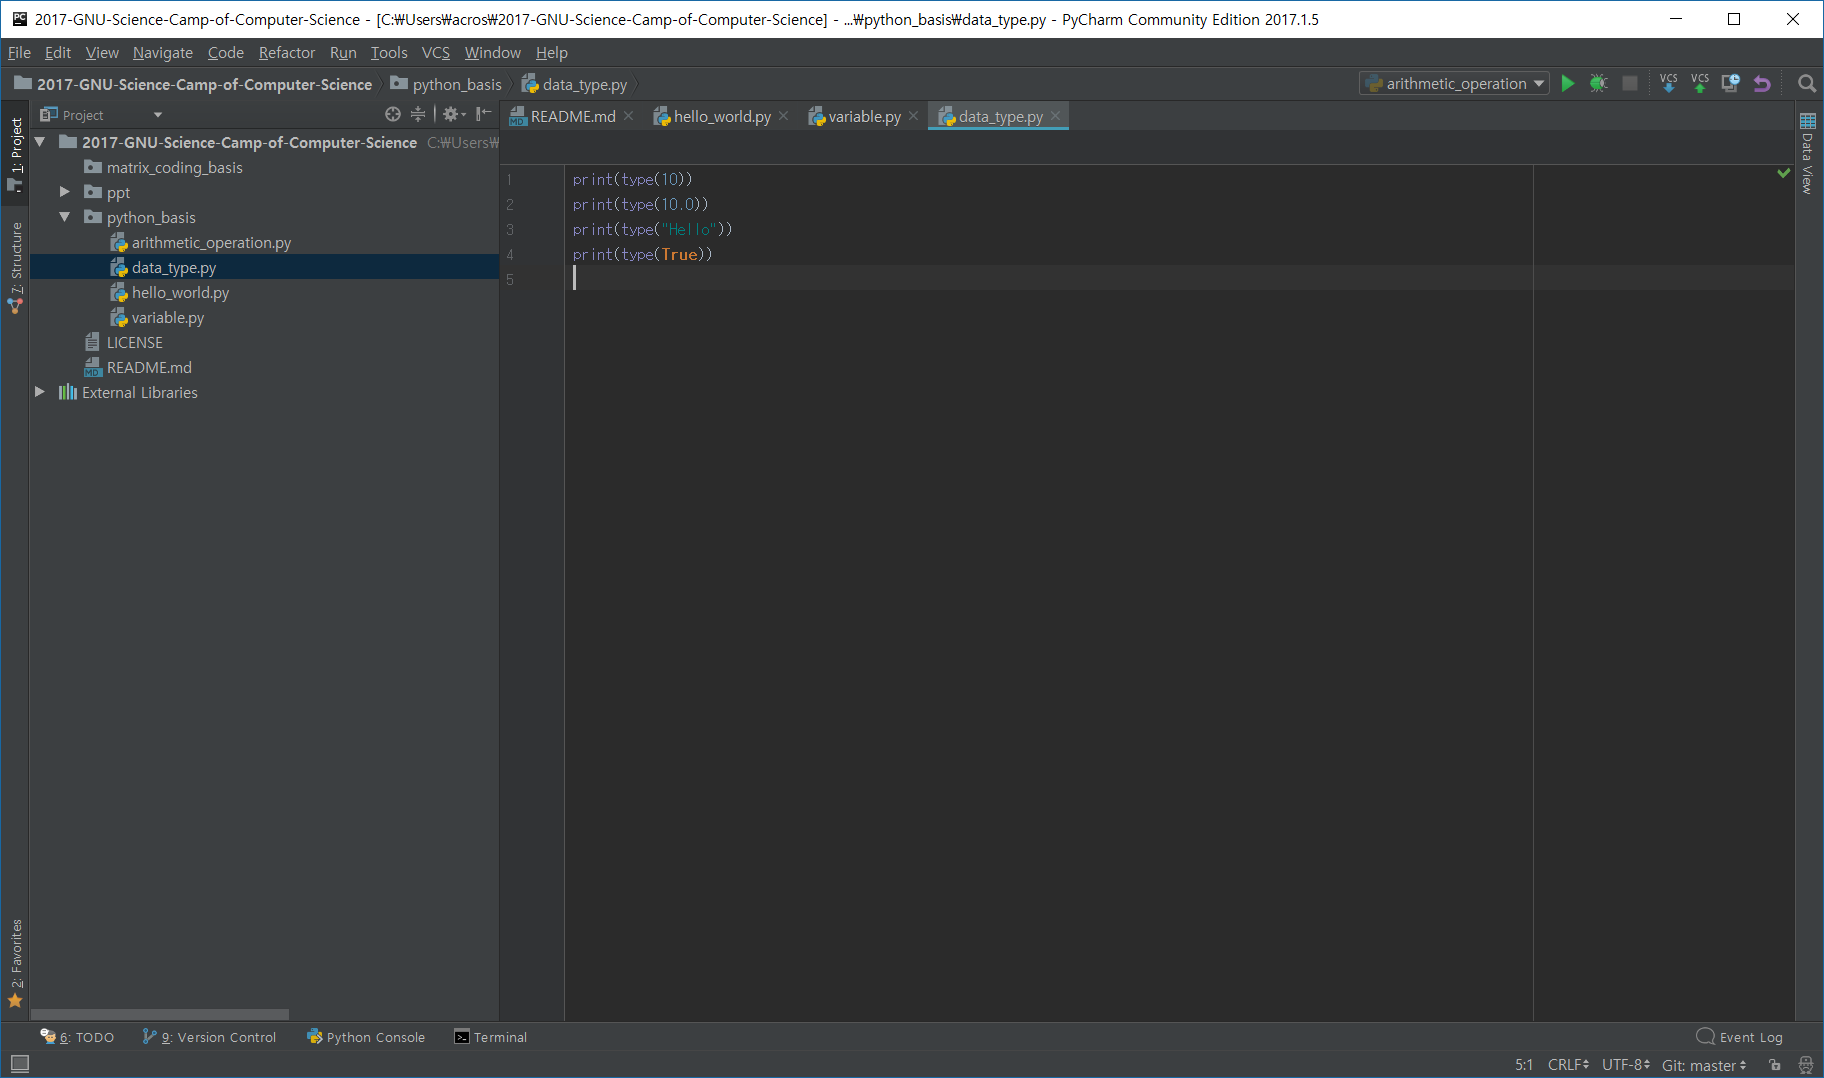 2017-GNU-Science-Camp-of-Computer-Science - [C:₩Users₩acros₩2017-GNU-Science-Camp-of-Computer-Science] - ...₩python_basis₩data_type.py - PyCharm Community Edition 2017.1.5
File Edit View Navigate Code Refactor Run Tools VCS Window Help
2017-GNU-Science-Camp-of-Computer-Science python_basis data_type.py arithmetic_operation VCS VCS
Project
README.md hello_world.py variable.py data_type.py
2017-GNU-Science-Camp-of-Computer-Science C:₩Users₩
matrix_coding_basis
ppt
python_basis
arithmetic_operation.py
data_type.py
hello_world.py
variable.py
LICENSE
README.md
External Libraries
1: Project
7: Structure
2: Favorites
1 print(type(10))
2 print(type(10.0))
3 print(type("Hello"))
4 print(type(True))
5
Data View
6: TODO 9: Version Control Python Console Terminal Event Log
5:1 CRLF UTF-8 Git: master